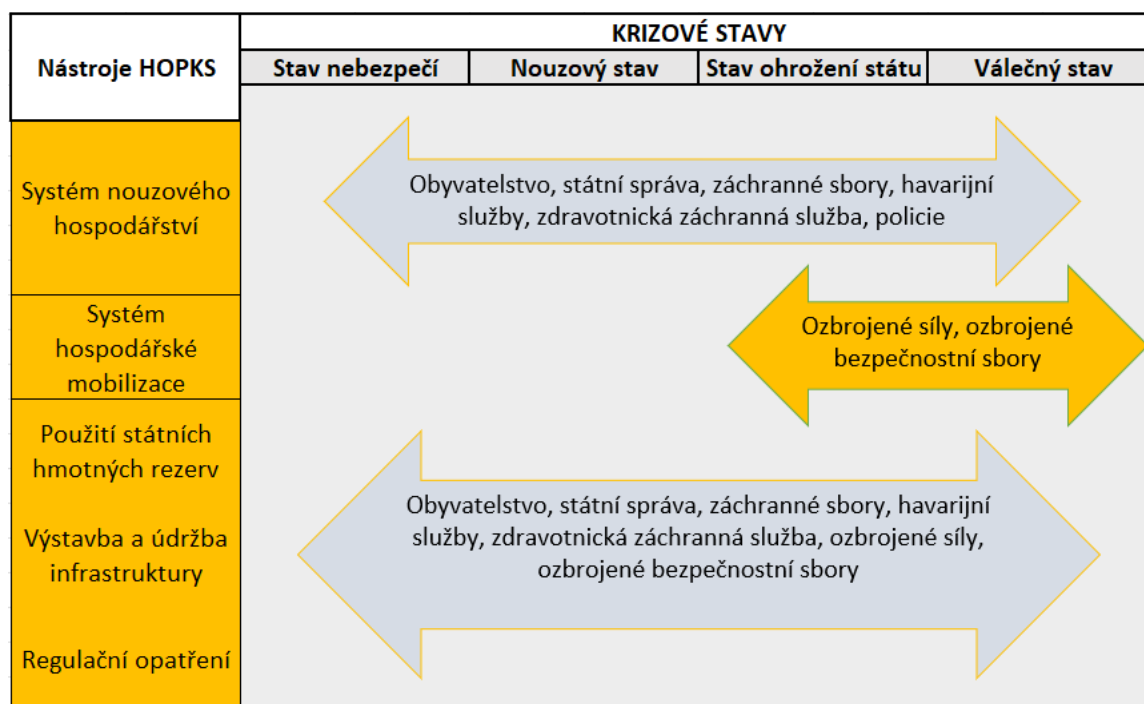 KRIZOVÉ STAVY
Nástroje HOPKS
Stav nebezpečí
Nouzový stav
Stav ohrožení státu
Válečný stav
Systém nouzového
hospodářství
Obyvatelstvo, státní správa, záchranné sbory, havarijní
služby, zdravotnická záchranná služba, policie
Systém
hospodářské
mobilizace
Ozbrojené síly, ozbrojené
bezpečnostní sbory
Použití státních
hmotných rezerv
Výstavba a údržba
infrastruktury
Regulační opatření
Obyvatelstvo, státní správa, záchranné sbory, havarijní
služby, zdravotnická záchranná služba, ozbrojené síly,
ozbrojené bezpečnostní sbory